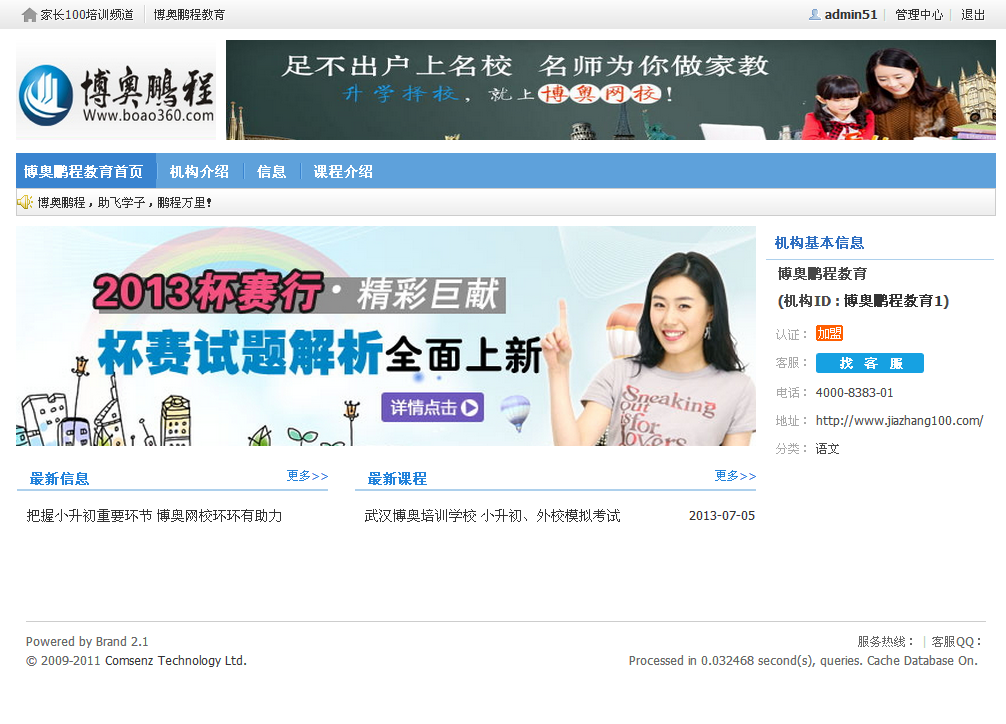 家长100培训频道 博奥鹏程教育 admin51 管理中心 退出
博奥鹏程
Www.boao360.com
足不出户上名校 名师为你做家教
升学择校，就上博奥网校！
博奥鹏程教育首页 机构介绍 信息 课程介绍
博奥鹏程，助飞学子，鹏程万里！
2013杯赛行·精彩巨献
杯赛试题解析全面上新
详情点击
Sneaking
out
is for
lovers
机构基本信息
博奥鹏程教育
(机构ID : 博奥鹏程教育1)
认证： 加盟
客服： 找 客 服
电话： 4000-8383-01
地址： http://www.jiazhang100.com/
分类： 语文
最新信息 更多>>
把握小升初重要环节 博奥网校环环有助力
最新课程 更多>>
武汉博奥培训学校 小升初、外校模拟考试 2013-07-05
Powered by Brand 2.1 服务热线： | 客服QQ：
© 2009-2011 Comsenz Technology Ltd. Processed in 0.032468 second(s), queries. Cache Database On.